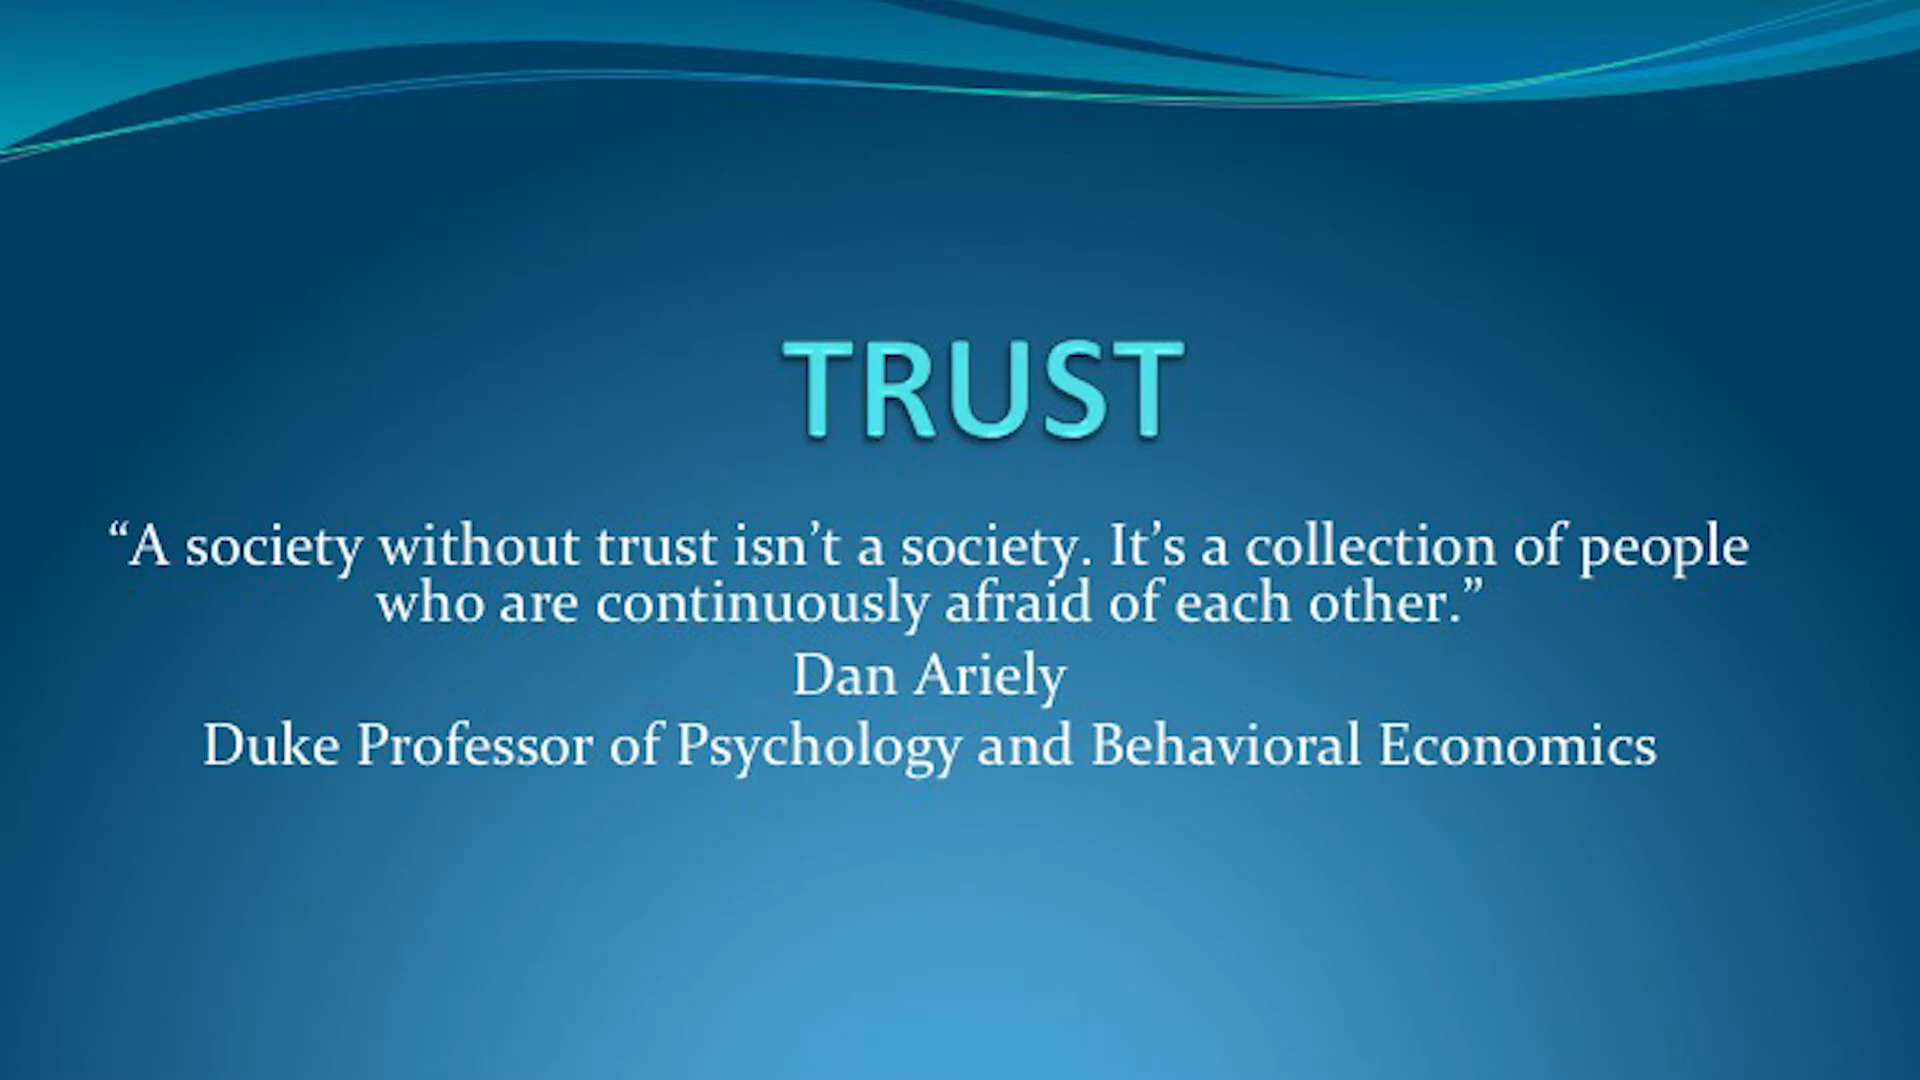 TRUST
“A society without trust isn’t a society. It’s a collection of people
who are continuously afraid of each other.”
Dan Ariely
Duke Professor of Psychology and Behavioral Economics